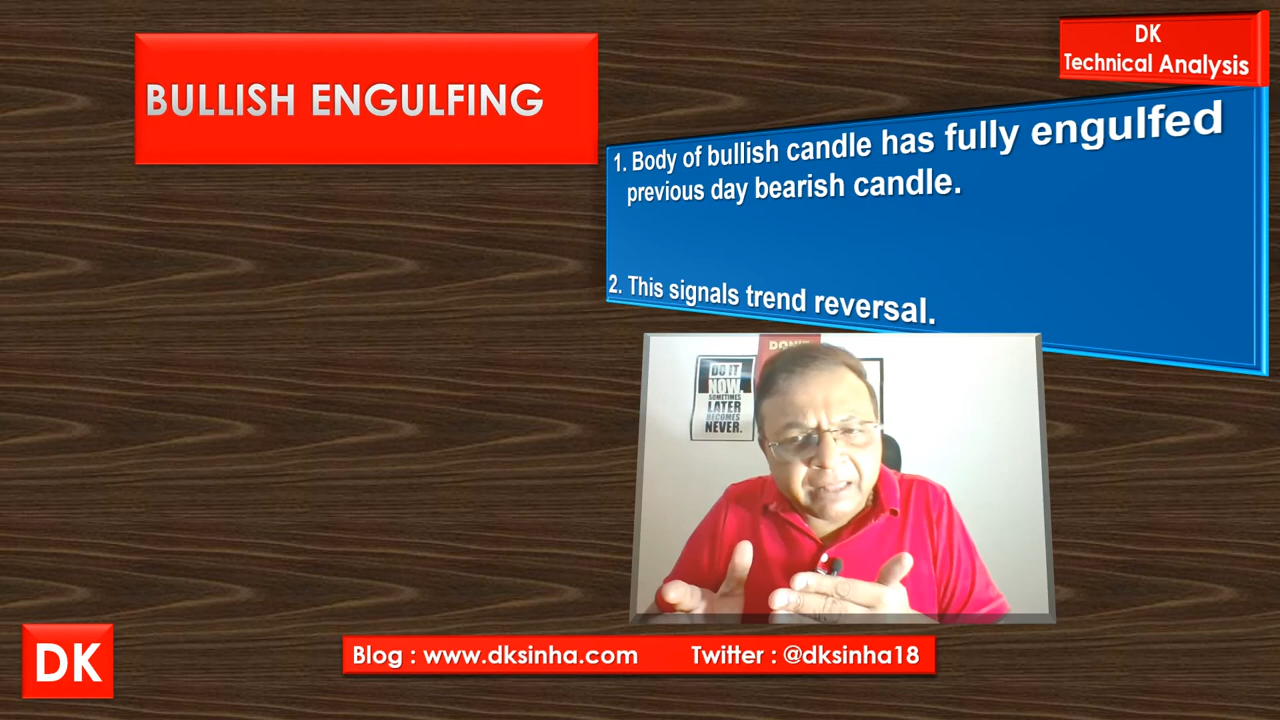 BULLISH ENGULFING
DK
Technical Analysis
1. Body of bullish candle has fully engulfed
previous day bearish candle.
2. This signals trend reversal.
DO IT
NOW.
SOMETIMES
LATER
BECOMES
NEVER.
DK
Blog : www.dksinha.com Twitter : @dksinha18